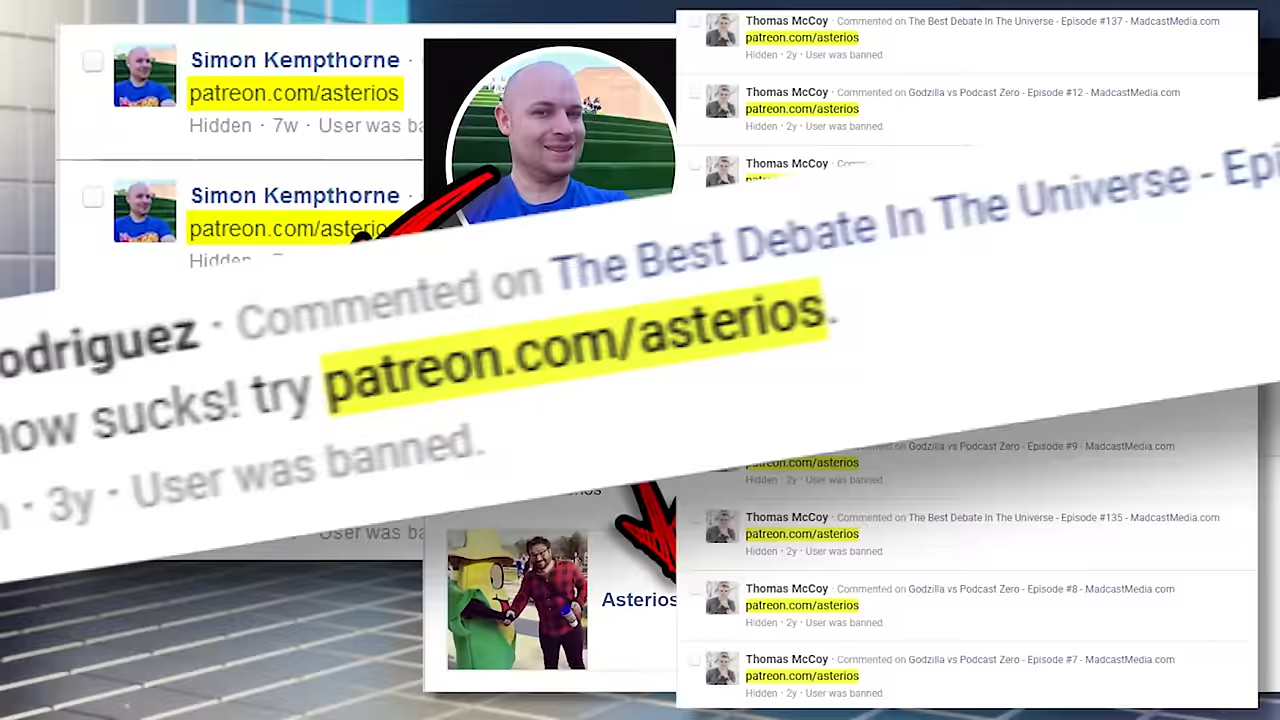 Simon Kempthorne ·
patreon.com/asterios
Hidden · 7w · User was ba
Simon Kempthorne
patreon.com/asterio
Thomas McCoy · Commented on The Best Debate In The Universe - Episode #137 - MadcastMedia.com
patreon.com/asterios
Hidden · 2y · User was banned.
Thomas McCoy · Commented on Godzilla vs Podcast Zero - Episode #12 - MadcastMedia.com
patreon.com/asterios
Hidden · 2y · User was banned.
Thomas McCoy ·
odriguez · Commented on The Best Debate In The Universe - Epi
how sucks! try patreon.com/asterios.
· 3y · User was banned.
User was ba
Asterios
on Godzilla vs Podcast Zero - Episode #9 - MadcastMedia.com
patreon.com/asterios
Hidden · 2y · User was banned.
Thomas McCoy · Commented on The Best Debate In The Universe - Episode #135 - MadcastMedia.com
patreon.com/asterios
Hidden · 2y · User was banned.
Thomas McCoy · Commented on Godzilla vs Podcast Zero - Episode #8 - MadcastMedia.com
patreon.com/asterios
Hidden · 2y · User was banned.
Thomas McCoy · Commented on Godzilla vs Podcast Zero - Episode #7 - MadcastMedia.com
patreon.com/asterios
Hidden · 2y · User was banned.